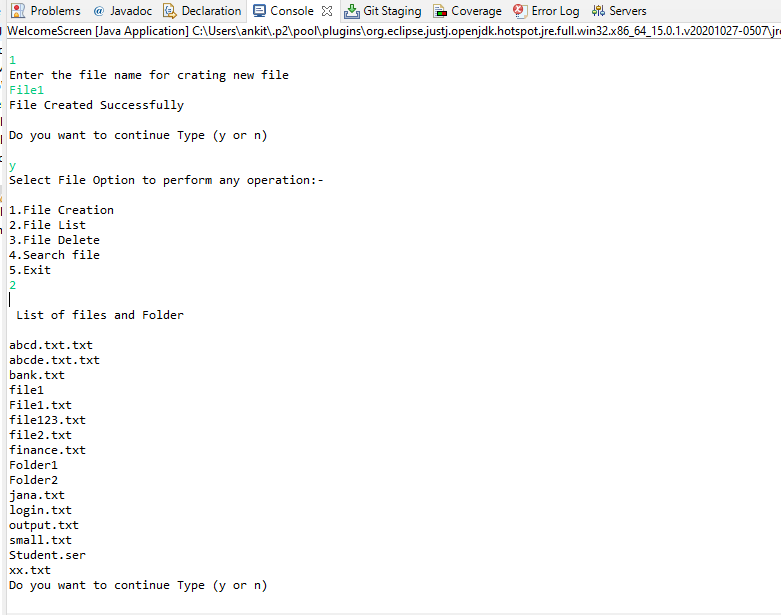 Problems @ Javadoc Declaration Console Git Staging Coverage Error Log Servers
WelcomeScreen [Java Application] C:\Users\ankit\.p2\pool\plugins\org.eclipse.justj.openjdk.hotspot.jre.full.win32.x86_64_15.0.1.v20201027-0507\jre
1
Enter the file name for crating new file
File1
File Created Successfully
Do you want to continue Type (y or n)
y
Select File Option to perform any operation:-
1.File Creation
2.File List
3.File Delete
4.Search file
5.Exit
2
List of files and Folder
abcd.txt.txt
abcde.txt.txt
bank.txt
file1
File1.txt
file123.txt
file2.txt
finance.txt
Folder1
Folder2
jana.txt
login.txt
output.txt
small.txt
Student.ser
xx.txt
Do you want to continue Type (y or n)